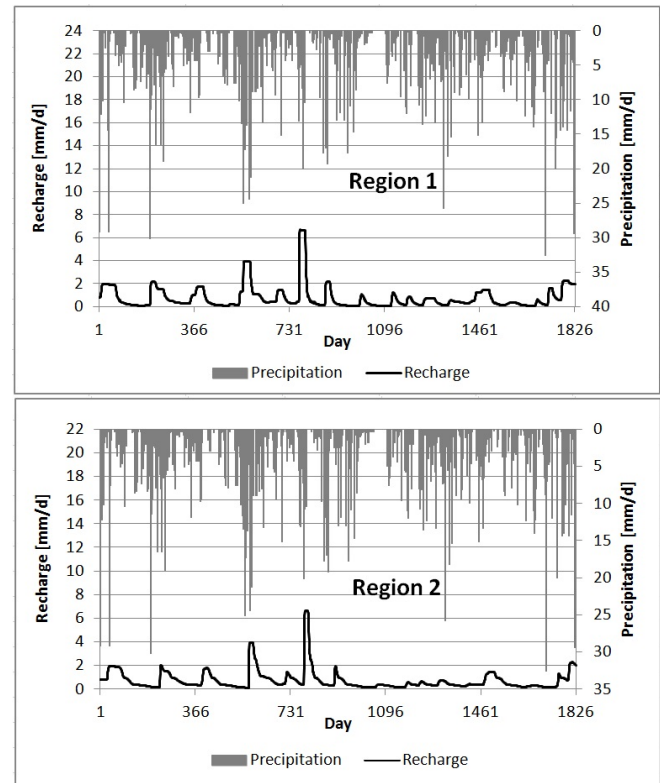 24 0
22
20 5
18
16 10
14 15
12
10 20
8 25
6
4 30
2 35
0 40
Recharge [mm/d]
Precipitation [mm/d]
Region 1
1 366 731 1096 1461 1826
Day
Precipitation Recharge
22 0
20
18 5
16
14 10
12 15
10
8 20
6 25
4
2 30
0 35
Recharge [mm/d]
Precipitation [mm/d]
Region 2
1 366 731 1096 1461 1826
Day
Precipitation Recharge